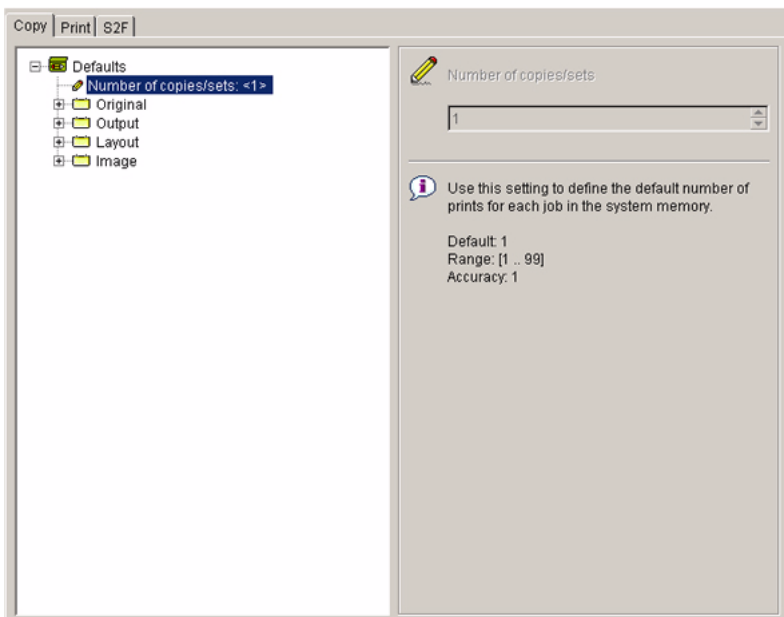 Copy
Print
S2F
Defaults
Number of copies/sets: <1>
Original
Output
Layout
Image
Number of copies/sets
1
Use this setting to define the default number of
prints for each job in the system memory.
Default: 1
Range: [1 .. 99]
Accuracy: 1